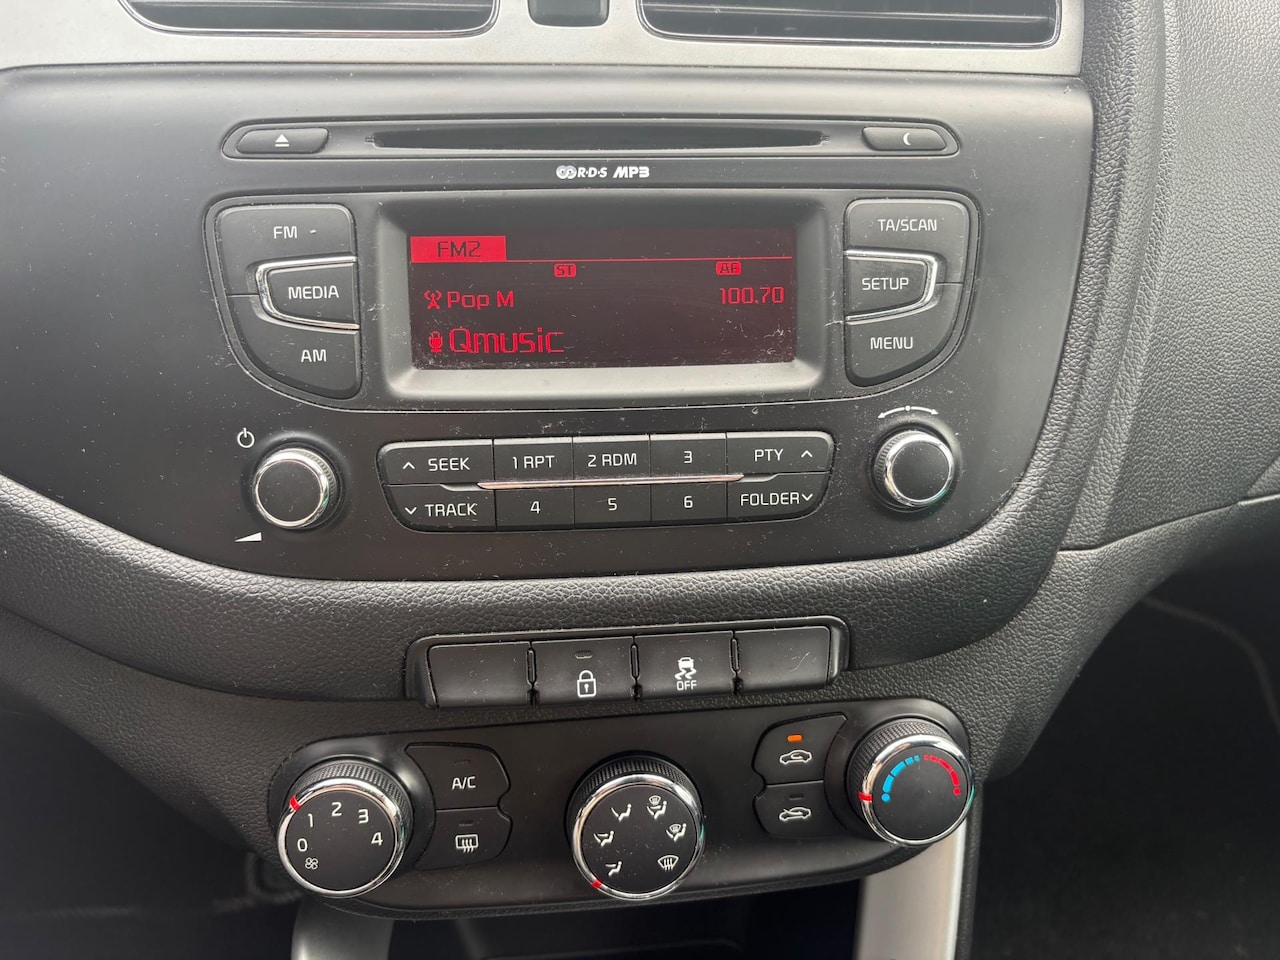 R·D·S MP3
FM
MEDIA
AM
FM2
ST
AF
Pop M
100.70
Qmusic
TA/SCAN
SETUP
MENU
SEEK
1 RPT
2 RDM
3
PTY
TRACK
4
5
6
FOLDER
OFF
0
1
2
3
4
A/C